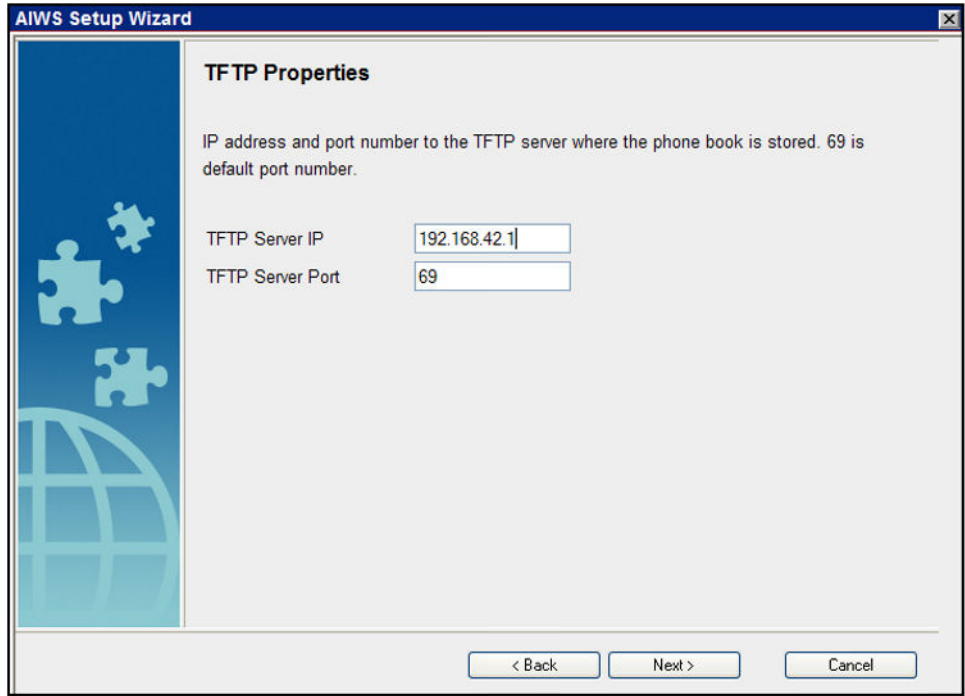 AIWS Setup Wizard
TFTP Properties
IP address and port number to the TFTP server where the phone book is stored. 69 is
default port number.
TFTP Server IP 192.168.42.1
TFTP Server Port 69
< Back Next > Cancel